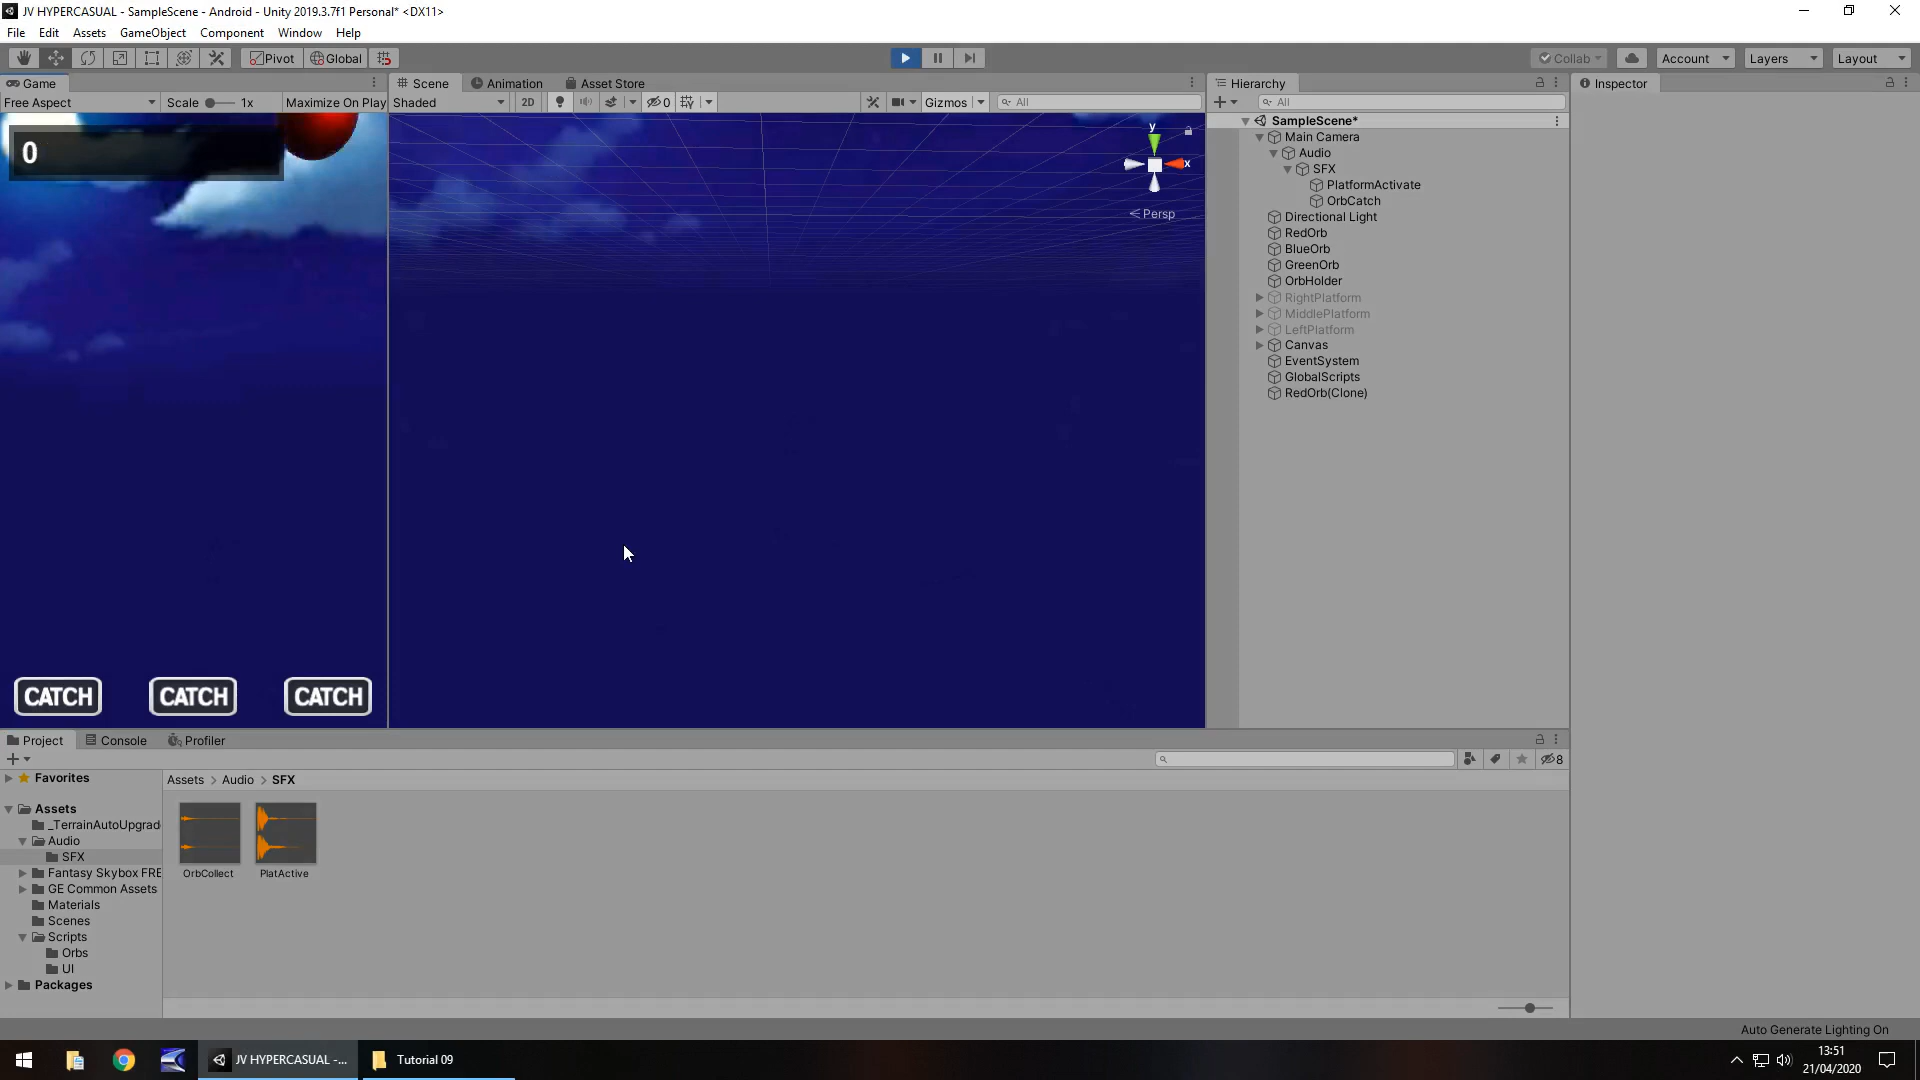 JV HYPERCASUAL - SampleScene - Android - Unity 2019.3.7f1 Personal* <DX11>
File Edit Assets GameObject Component Window Help
Pivot Global Collab Account Layers Layout
Game Scene Animation Asset Store Hierarchy Inspector
Free Aspect Scale 1x Maximize On Play Shaded 2D 0 Gizmos All All
0
y
x
Persp
SampleScene*
Main Camera
Audio
SFX
PlatformActivate
OrbCatch
Directional Light
RedOrb
BlueOrb
GreenOrb
OrbHolder
RightPlatform
MiddlePlatform
LeftPlatform
Canvas
EventSystem
GlobalScripts
RedOrb(Clone)
CATCH CATCH CATCH
Project Console Profiler
8
Favorites
Assets > Audio > SFX
Assets
_TerrainAutoUpgrad
Audio
SFX
Fantasy Skybox FRE
GE Common Assets
Materials
Scenes
Scripts
Orbs
UI
Packages
OrbCollect PlatActive
Auto Generate Lighting On
JV HYPERCASUAL -... Tutorial 09
13:51
21/04/2020